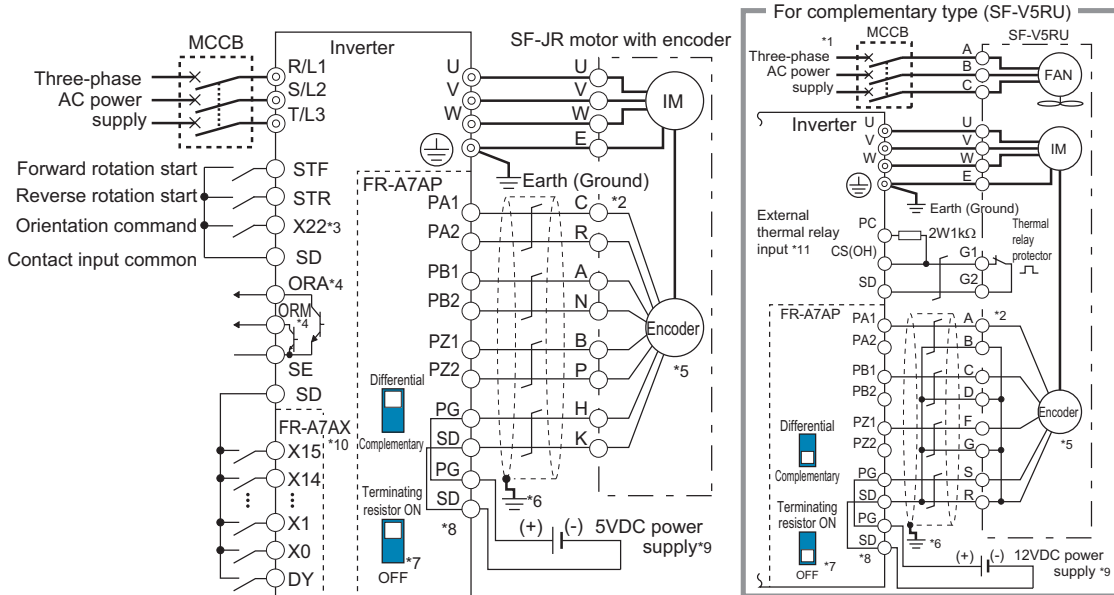 MCCB
Three-phase
AC power
supply
R/L1
S/L2
T/L3
Inverter
Forward rotation start
Reverse rotation start
Orientation command
Contact input common
STF
STR
X22*3
SD
ORA*4
ORM
*4
SE
SD
FR-A7AX
*10
X15
X14
X1
X0
DY
SF-JR motor with encoder
U
V
W
U
V
W
E
IM
Earth (Ground)
FR-A7AP
PA1
PA2
PB1
PB2
PZ1
PZ2
PG
SD
PG
SD
C
*2
R
A
N
B
P
H
K
Encoder
*5
Differential
Complementary
Terminating
resistor ON
*7
OFF
*8
*6
(+)
(-)
5VDC power
supply*9
For complementary type (SF-V5RU)
MCCB
SF-V5RU
*1
Three-phase
AC power
supply
A
B
C
FAN
Inverter
U
V
W
U
V
W
E
IM
Earth (Ground)
External
thermal relay
input *11
PC
CS(OH)
SD
2W1kΩ
G1
G2
Thermal
relay
protector
FR-A7AP
PA1
PA2
PB1
PB2
PZ1
PZ2
PG
SD
PG
SD
A
*2
B
C
D
F
G
S
R
Encoder
*5
Differential
Complementary
Terminating
resistor ON
*7
OFF
*8
*6
(+)
(-)
12VDC power
supply *9